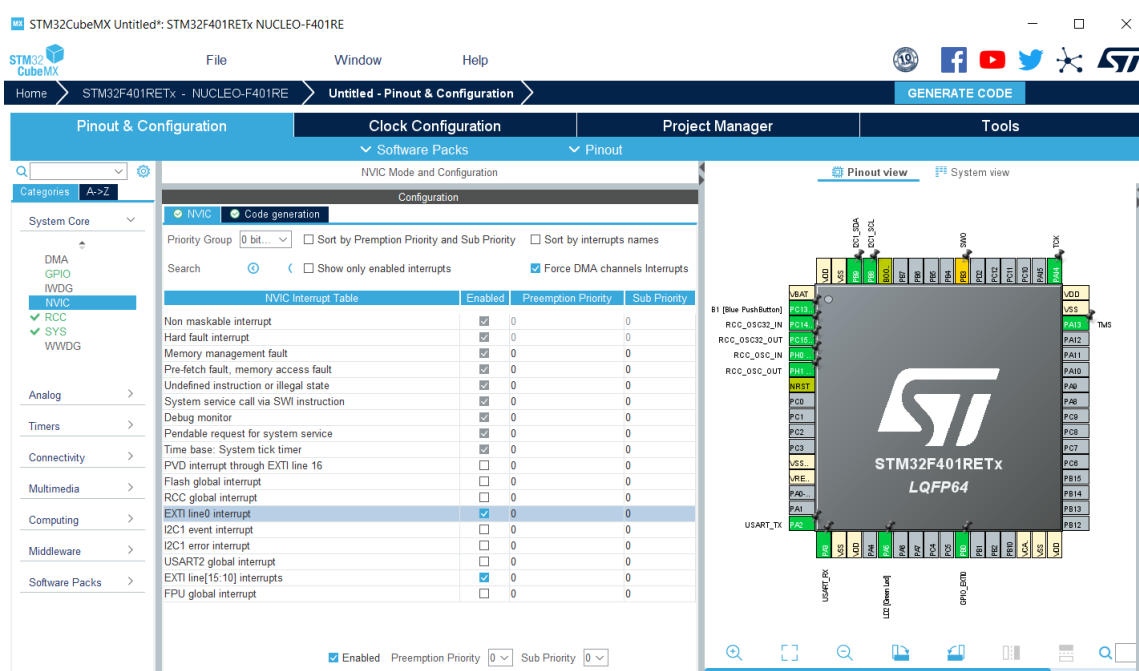 MX STM32CubeMX Untitled*: STM32F401RETx NUCLEO-F401RE
STM32 CubeMX File Window Help
Home STM32F401RETx - NUCLEO-F401RE Untitled - Pinout & Configuration GENERATE CODE
Pinout & Configuration Clock Configuration Project Manager Tools
Software Packs Pinout
NVIC Mode and Configuration
Pinout view System view
Categories A->Z
Configuration
System Core
DMA
GPIO
IWDG
NVIC
RCC
SYS
WWDG
Analog
Timers
Connectivity
Multimedia
Computing
Middleware
Software Packs
NVIC Code generation
Priority Group 0 bit... Sort by Premption Priority and Sub Priority Sort by interrupts names
Search Show only enabled interrupts Force DMA channels Interrupts
NVIC Interrupt Table Enabled Preemption Priority Sub Priority
Non maskable interrupt 0 0
Hard fault interrupt 0 0
Memory management fault 0 0
Pre-fetch fault, memory access fault 0 0
Undefined instruction or illegal state 0 0
System service call via SWI instruction 0 0
Debug monitor 0 0
Pendable request for system service 0 0
Time base: System tick timer 0 0
PVD interrupt through EXTI line 16 0 0
Flash global interrupt 0 0
RCC global interrupt 0 0
EXTI line0 interrupt 0 0
I2C1 event interrupt 0 0
I2C1 error interrupt 0 0
USART2 global interrupt 0 0
EXTI line[15:10] interrupts 0 0
FPU global interrupt 0 0
Enabled Preemption Priority 0 Sub Priority 0
I2C1_SDA
I2C1_SCL
SWO
TCK
VDD
VSS
PB9
PB8
BOO..
PB7
PB6
PB5
PB4
PB3
PD2
PC12
PC11
PC10
PA15
PA14
VBAT
B1 [Blue PushButton] PC13..
RCC_OSC32_IN PC14..
RCC_OSC32_OUT PC15..
RCC_OSC_IN PH0 ..
RCC_OSC_OUT PH1 ..
NRST
PC0
PC1
PC2
PC3
VSS..
VRE..
PA0-..
PA1
USART_TX PA2
STM32F401RETx
LQFP64
VDD
VSS
PA13 TMS
PA12
PA11
PA10
PA9
PA8
PC9
PC8
PC7
PC6
PB15
PB14
PB13
PB12
PA3
VSS
VDD
PA4
PA5
PA6
PA7
PC4
PC5
PB0
PB1
PB2
PB10
VCA..
VSS
VDD
USART_RX
LD2 [Green Led]
GPIO_EXTI0